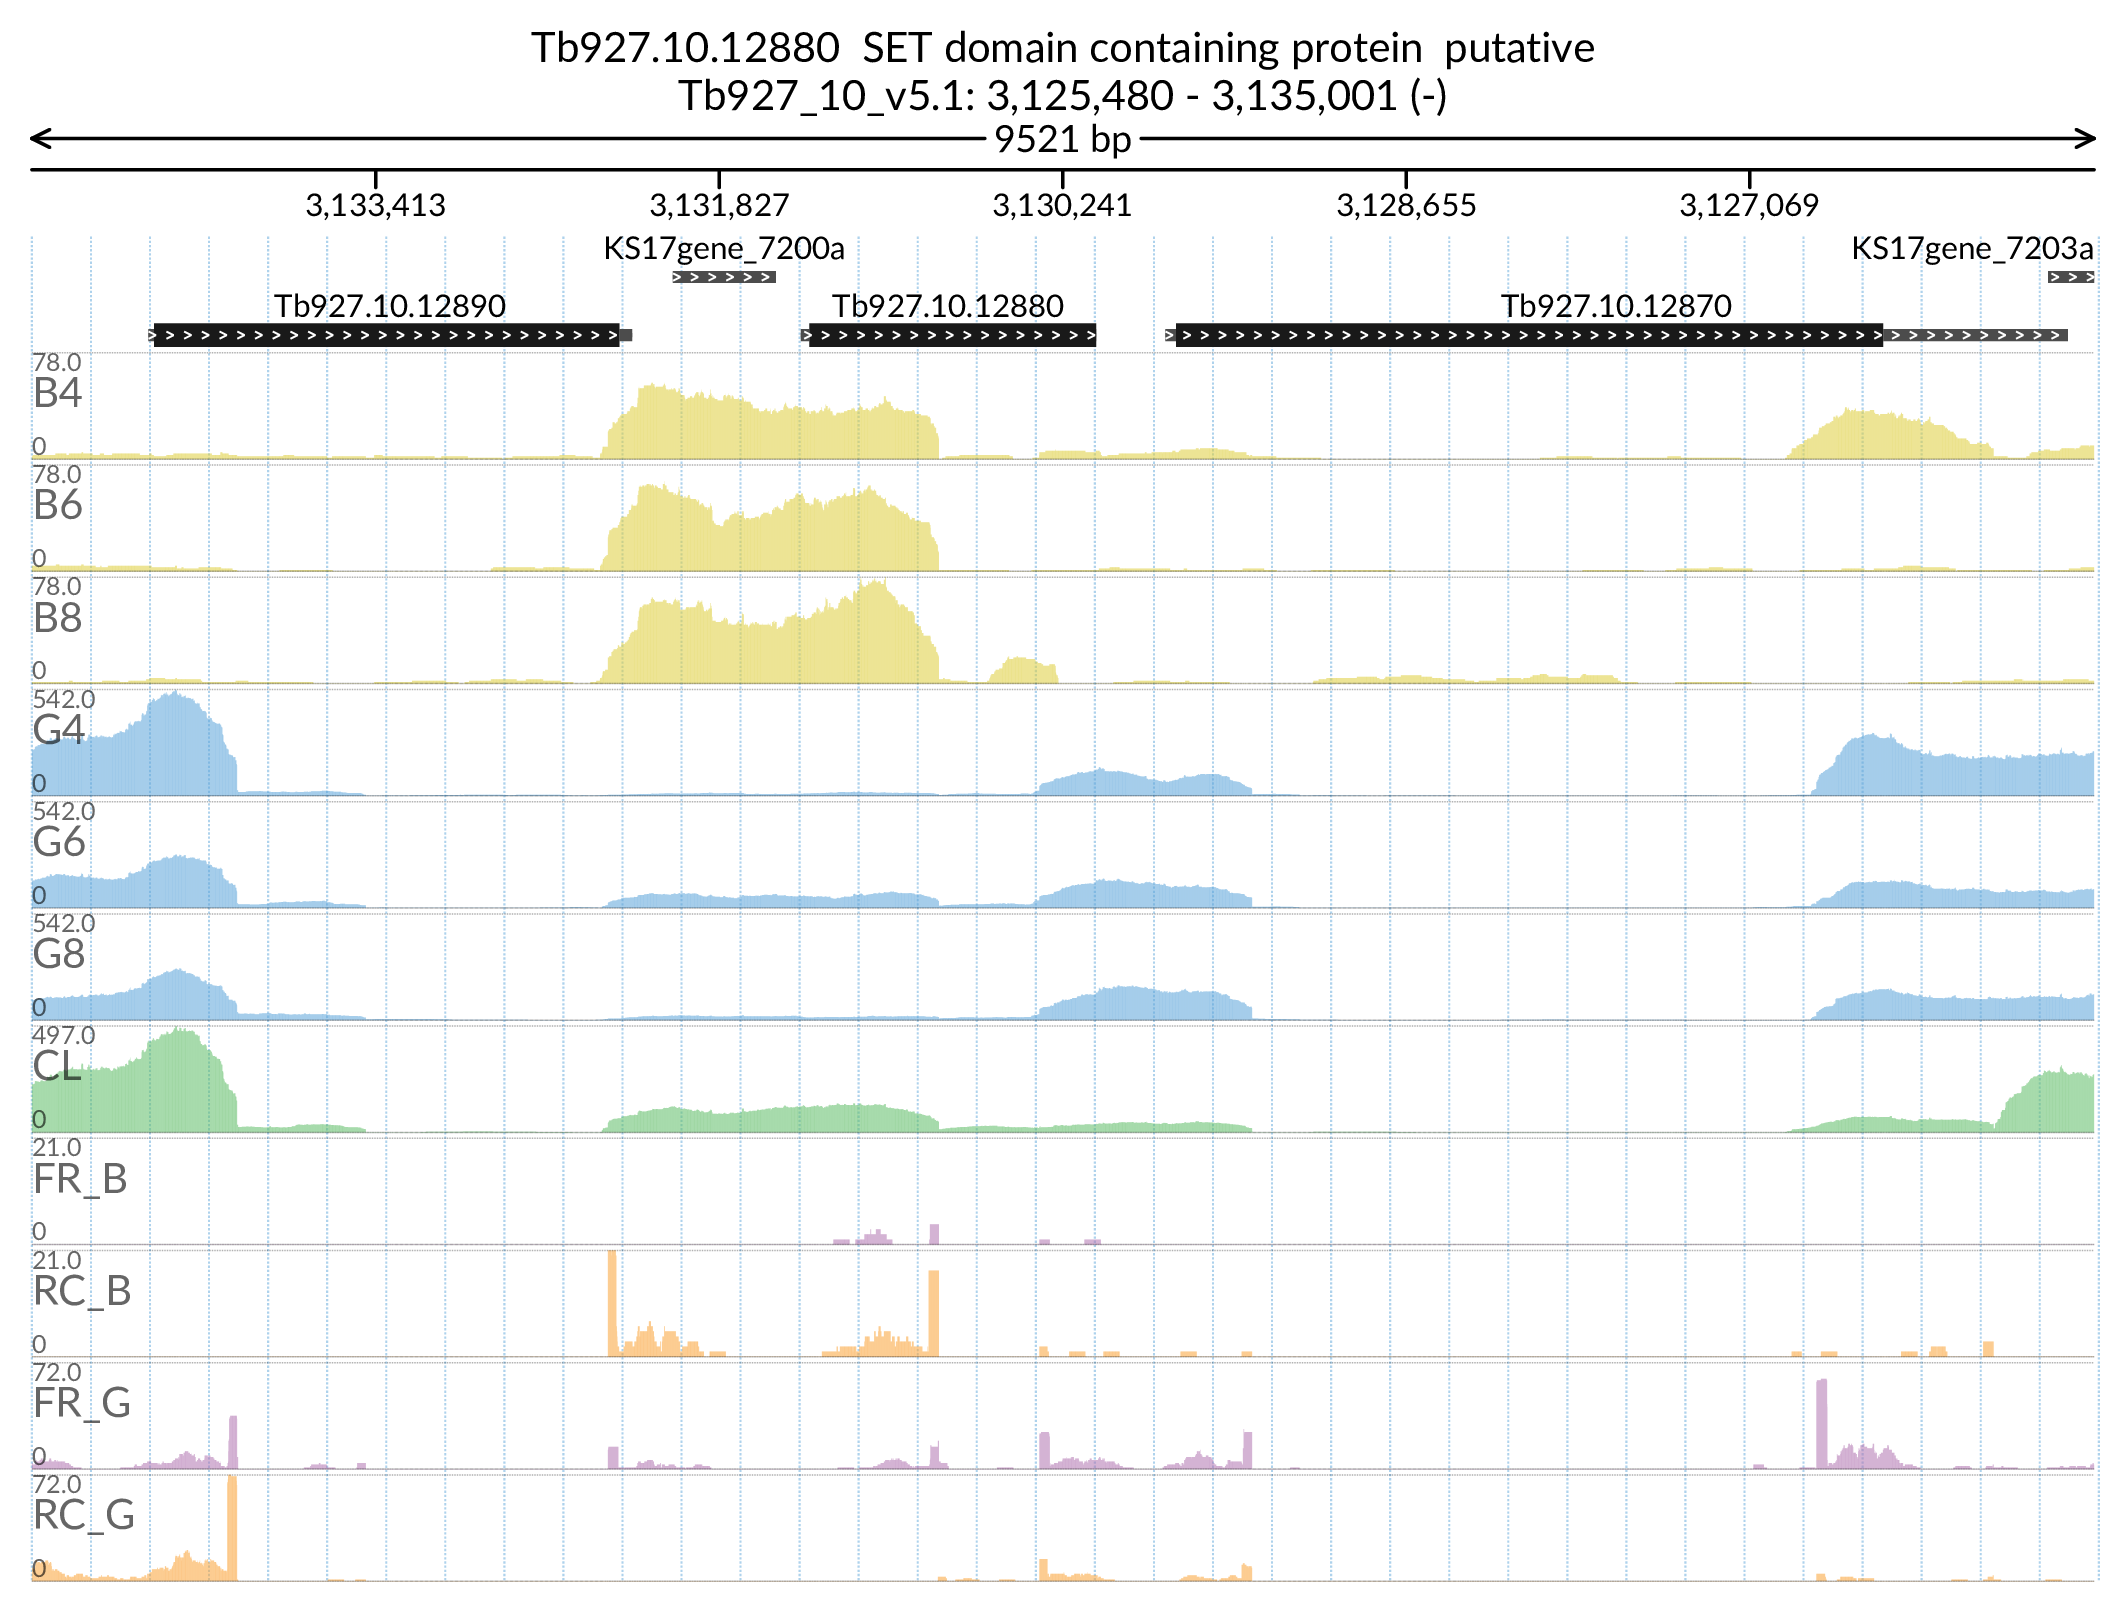 Tb927.10.12880  SET domain containing protein  putative
Tb927_10_v5.1: 3,125,480 - 3,135,001 (-)
9521 bp
3,133,413 3,131,827 3,130,241 3,128,655 3,127,069
KS17gene_7200a KS17gene_7203a
Tb927.10.12890 Tb927.10.12880 Tb927.10.12870
78.0
B4
0
78.0
B6
0
78.0
B8
0
542.0
G4
0
542.0
G6
0
542.0
G8
0
497.0
CL
0
21.0
FR_B
0
21.0
RC_B
0
72.0
FR_G
0
72.0
RC_G
0